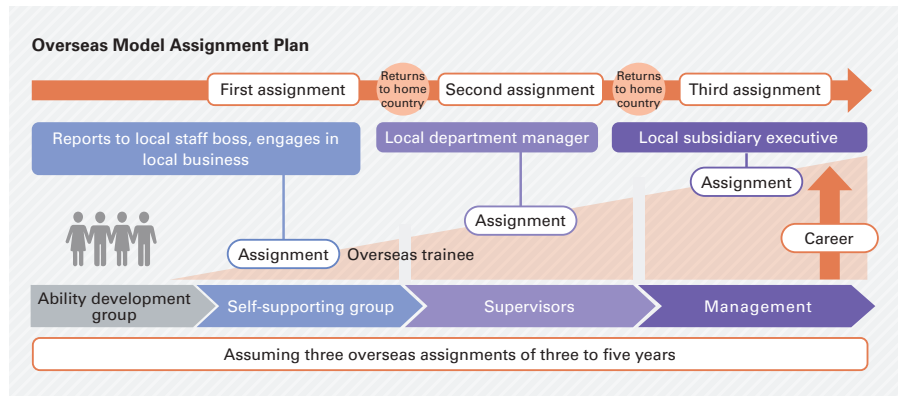 Overseas Model Assignment Plan
First assignment
Returns
to home
country
Second assignment
Returns
to home
country
Third assignment
Reports to local staff boss, engages in
local business
Local department manager
Local subsidiary executive
Assignment
Assignment
Assignment
Overseas trainee
Career
Ability development
group
Self-supporting group
Supervisors
Management
Assuming three overseas assignments of three to five years